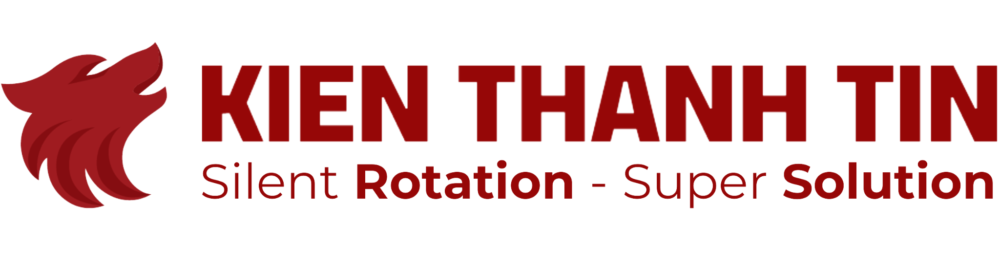 KIEN THANH TIN
Silent Rotation - Super Solution